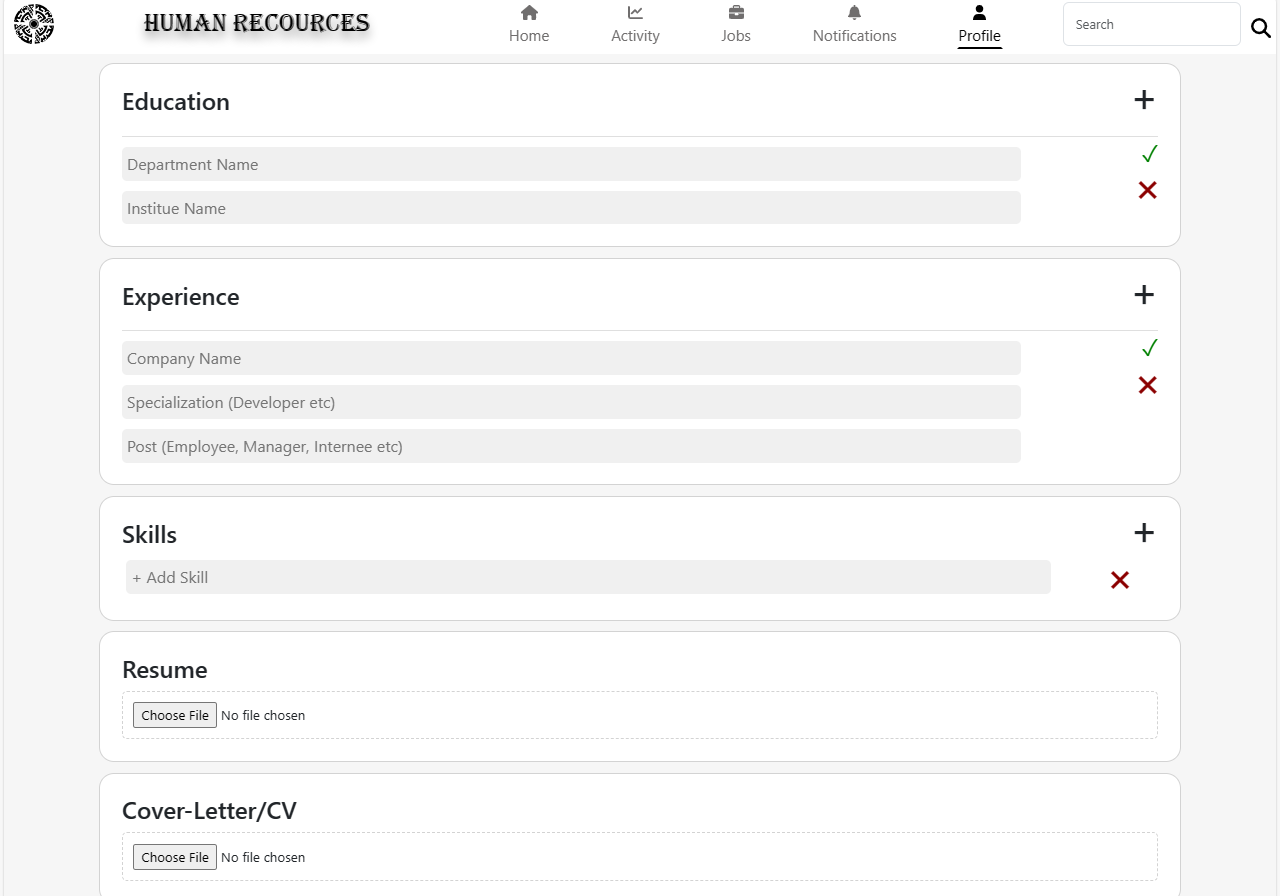 HUMAN RECOURCES
Home
Activity
Jobs
Notifications
Profile
Search
Education
Department Name
Institue Name
Experience
Company Name
Specialization (Developer etc)
Post (Employee, Manager, Internee etc)
Skills
+ Add Skill
Resume
Choose File No file chosen
Cover-Letter/CV
Choose File No file chosen